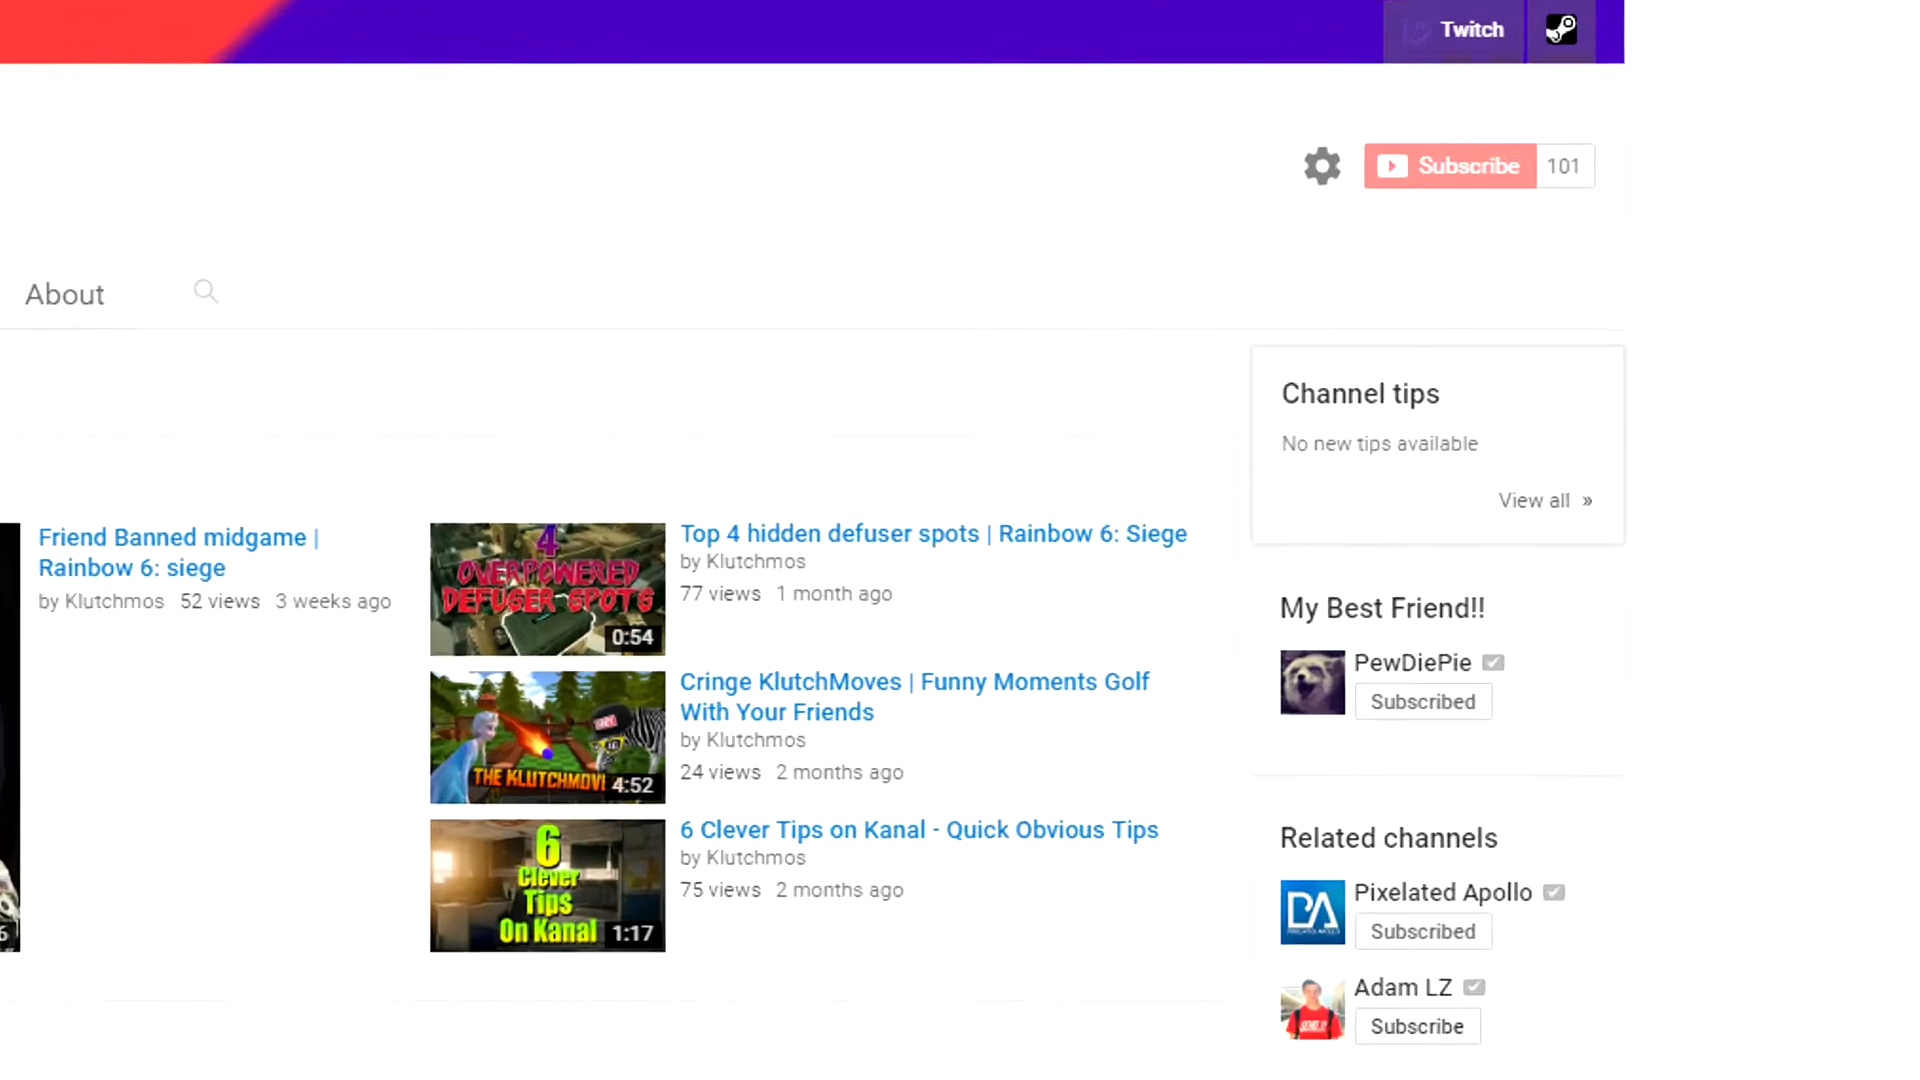 Twitch
Subscribe 101
About
Channel tips
No new tips available
View all »
Friend Banned midgame |
Rainbow 6: siege
by Klutchmos 52 views 3 weeks ago
6
4
OVERPOWERED
DEFUSER SPOTS
0:54
Top 4 hidden defuser spots | Rainbow 6: Siege
by Klutchmos
77 views 1 month ago
THE KLUTCHMOV
4:52
Cringe KlutchMoves | Funny Moments Golf
With Your Friends
by Klutchmos
24 views 2 months ago
6
Clever
Tips
On Kanal
1:17
6 Clever Tips on Kanal - Quick Obvious Tips
by Klutchmos
75 views 2 months ago
My Best Friend!!
PewDiePie
Subscribed
Related channels
Pixelated Apollo
Subscribed
Adam LZ
Subscribe